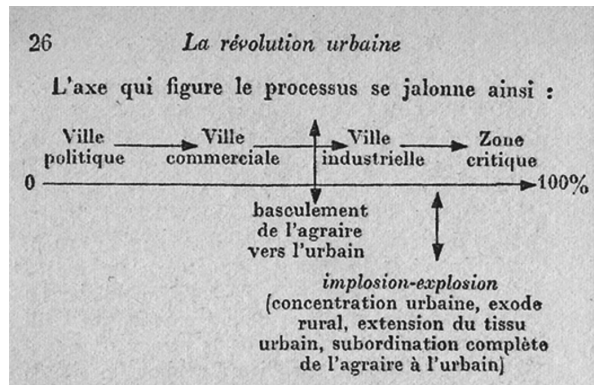 26 La révolution urbaine
L'axe qui figure le processus se jalonne ainsi :
Ville politique Ville commerciale Ville industrielle Zone critique
0 100%
basculement
de l'agraire
vers l'urbain
implosion-explosion
(concentration urbaine, exode
rural, extension du tissu
urbain, subordination complète
de l'agraire à l'urbain)